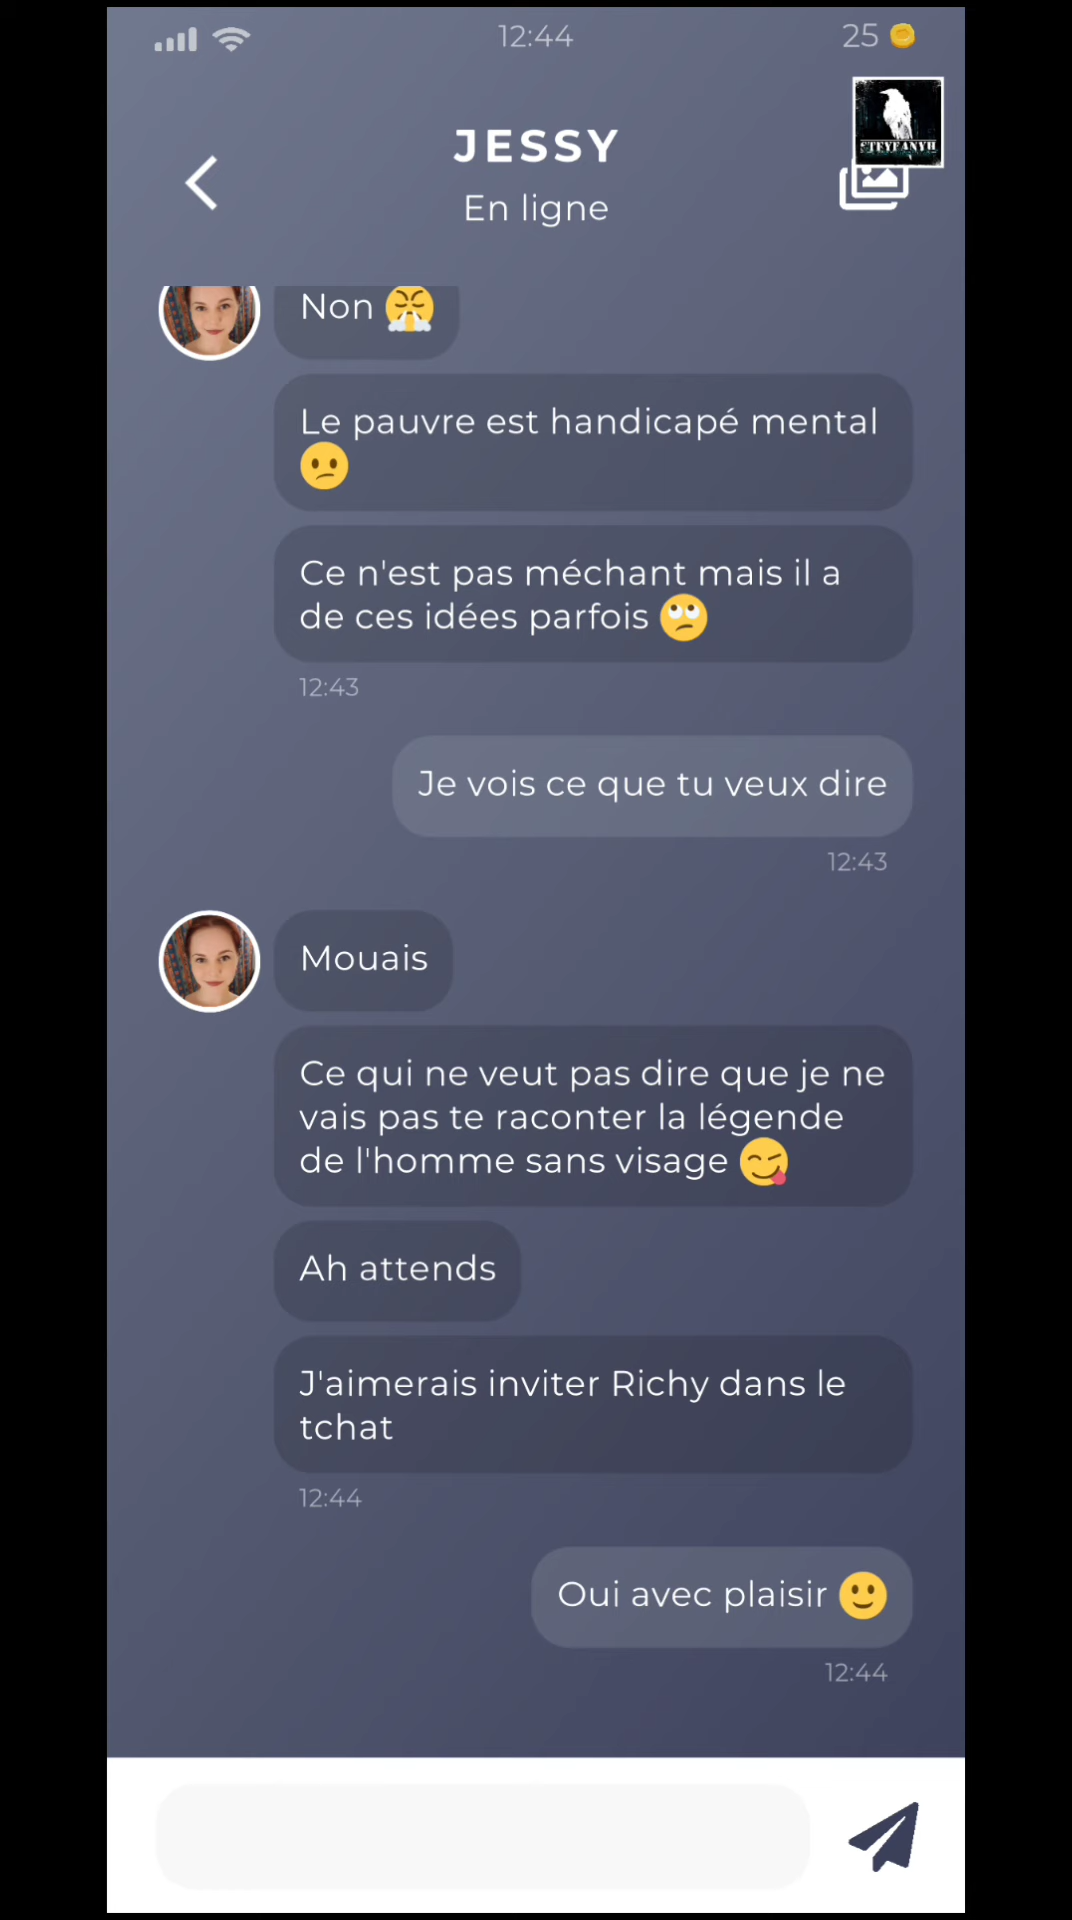 12:44
25
JESSY
STEYFANYH
En ligne
Non
Le pauvre est handicapé mental
Ce n'est pas méchant mais il a
de ces idées parfois
12:43
Je vois ce que tu veux dire
12:43
Mouais
Ce qui ne veut pas dire que je ne
vais pas te raconter la légende
de l'homme sans visage
Ah attends
J'aimerais inviter Richy dans le
tchat
12:44
Oui avec plaisir
12:44